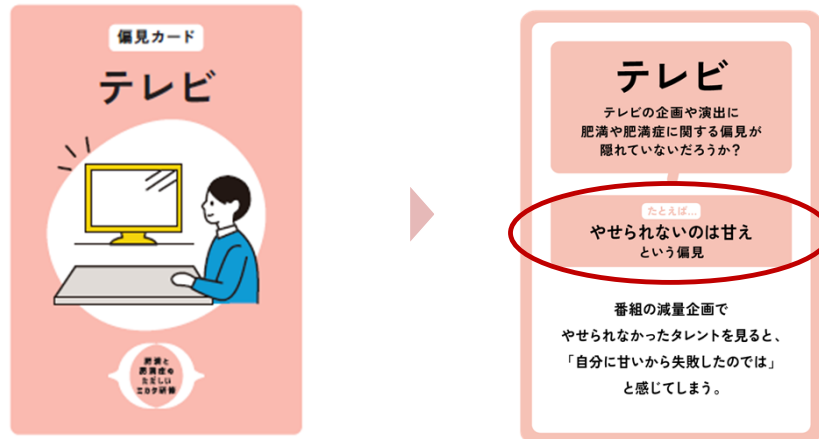 偏見カード
テレビ
肥満と
肥満症の
ただしい
ミカタ研修
テレビ
テレビの企画や演出に
肥満や肥満症に関する偏見が
隠れていないだろうか？
たとえば…
やせられないのは甘え
という偏見
番組の減量企画で
やせられなかったタレントを見ると、
「自分に甘いから失敗したのでは」
と感じてしまう。